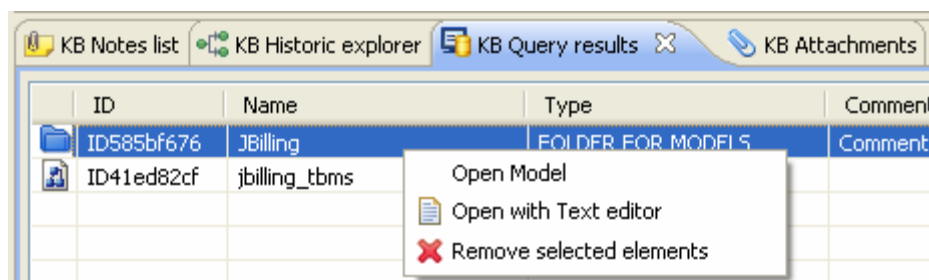 KB Notes list KB Historic explorer KB Query results KB Attachments
ID Name Type Comment
ID585bf676 JBilling FOLDER FOR MODELS Comment
ID41ed82cf jbilling_tbms
Open Model
Open with Text editor
Remove selected elements